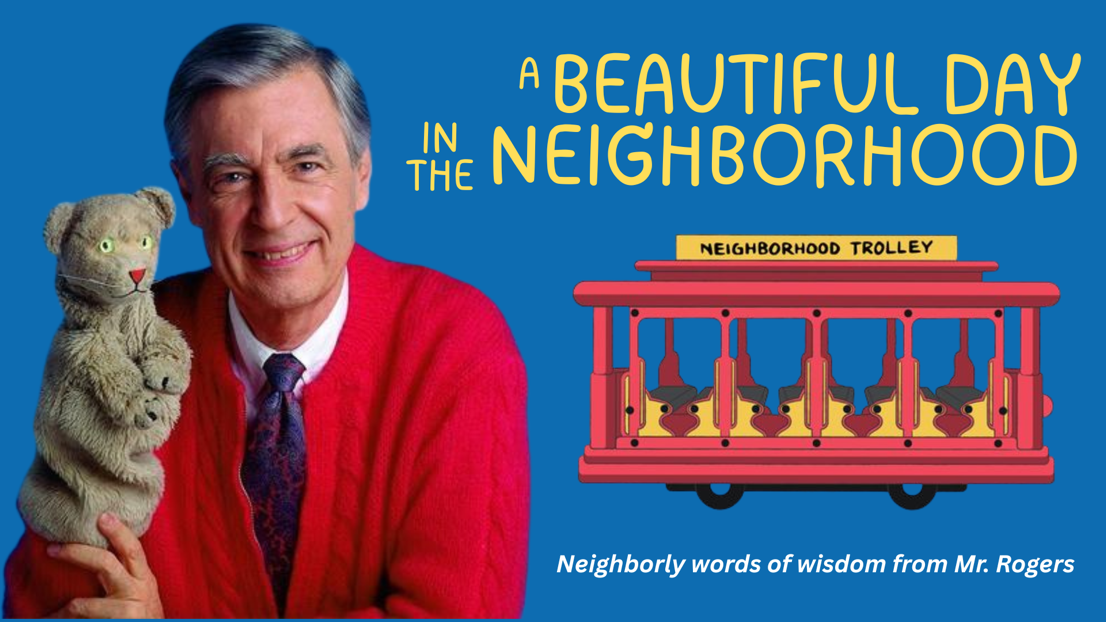 A BEAUTIFUL DAY
IN THE NEIGHBORHOOD
NEIGHBORHOOD TROLLEY
Neighborly words of wisdom from Mr. Rogers